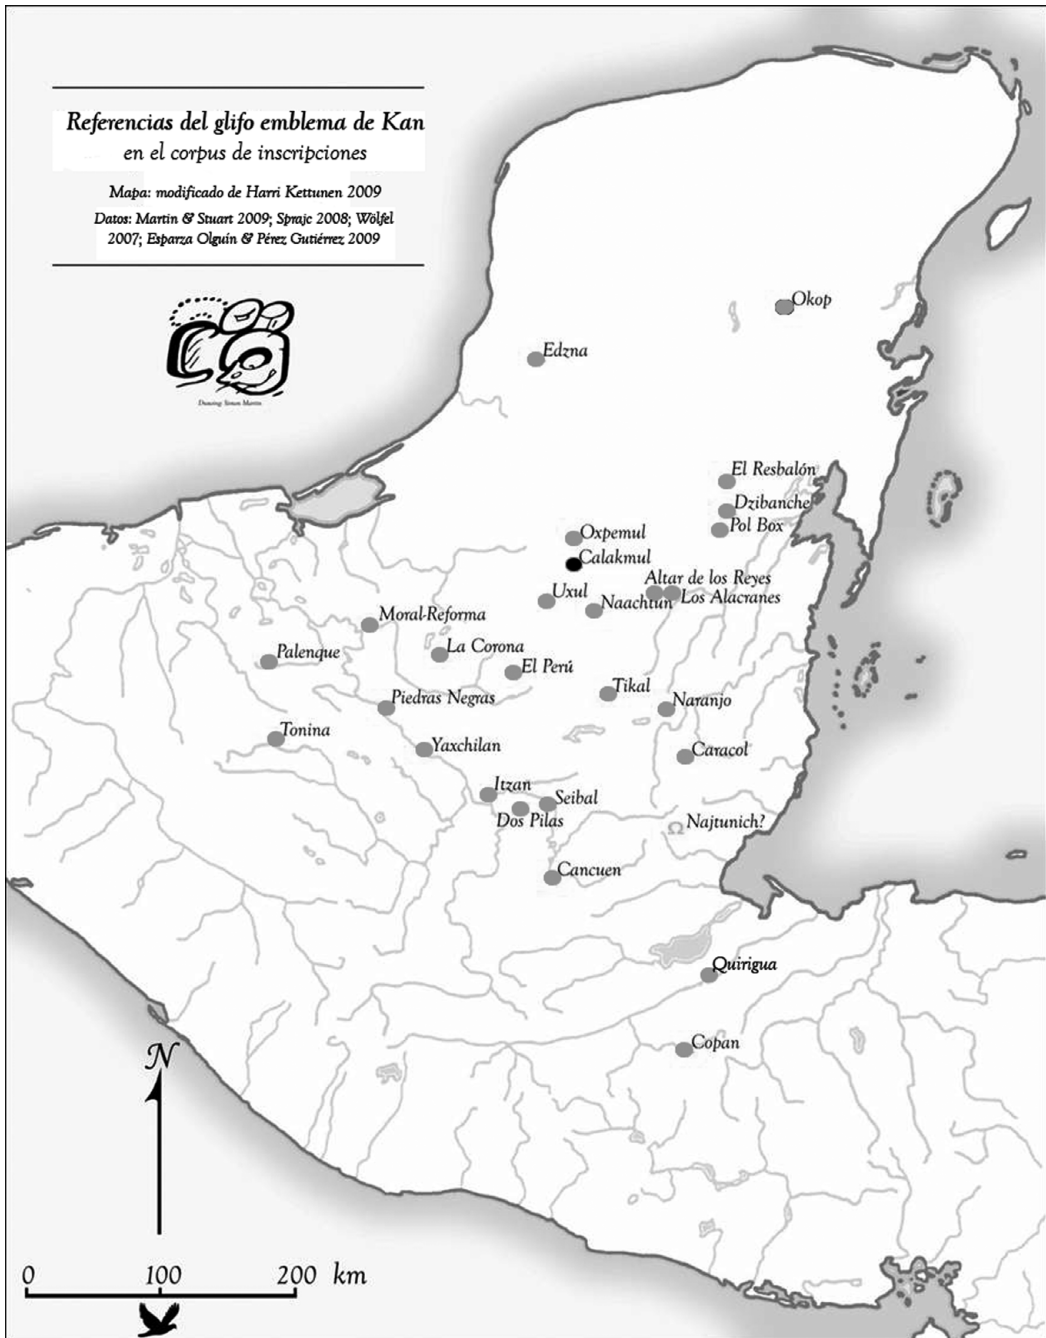 Referencias del glifo emblema de Kan
en el corpus de inscripciones
Mapa: modificado de Harri Kettunen 2009
Datos: Martin & Stuart 2009; Sprajc 2008; Wölfel
2007; Esparza Olguín & Pérez Gutiérrez 2009
Drawing: Simon Martin
Okop
Edzna
El Resbalón
Dzibanche
Pol Box
Oxpemul
Calakmul
Altar de los Reyes
Uxul
Naachtun
Los Alacranes
Moral-Reforma
La Corona
Palenque
El Perú
Tikal
Piedras Negras
Naranjo
Tonina
Yaxchilan
Caracol
Itzan
Seibal
Dos Pilas
Najtunich?
Cancuen
Quirigua
Copan
N
0 100 200 km